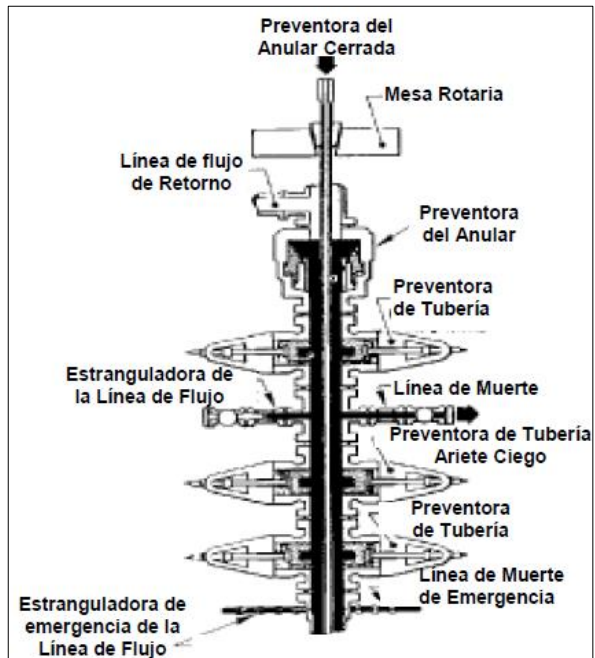 Preventora del
Anular Cerrada
Mesa Rotaria
Línea de flujo
de Retorno
Preventora
del Anular
Preventora
de Tubería
Estranguladora de
la Línea de Flujo
Línea de Muerte
Preventora de Tubería
Ariete Ciego
Preventora
de Tubería
Línea de Muerte
de Emergencia
Estranguladora de
emergencia de la
Línea de Flujo